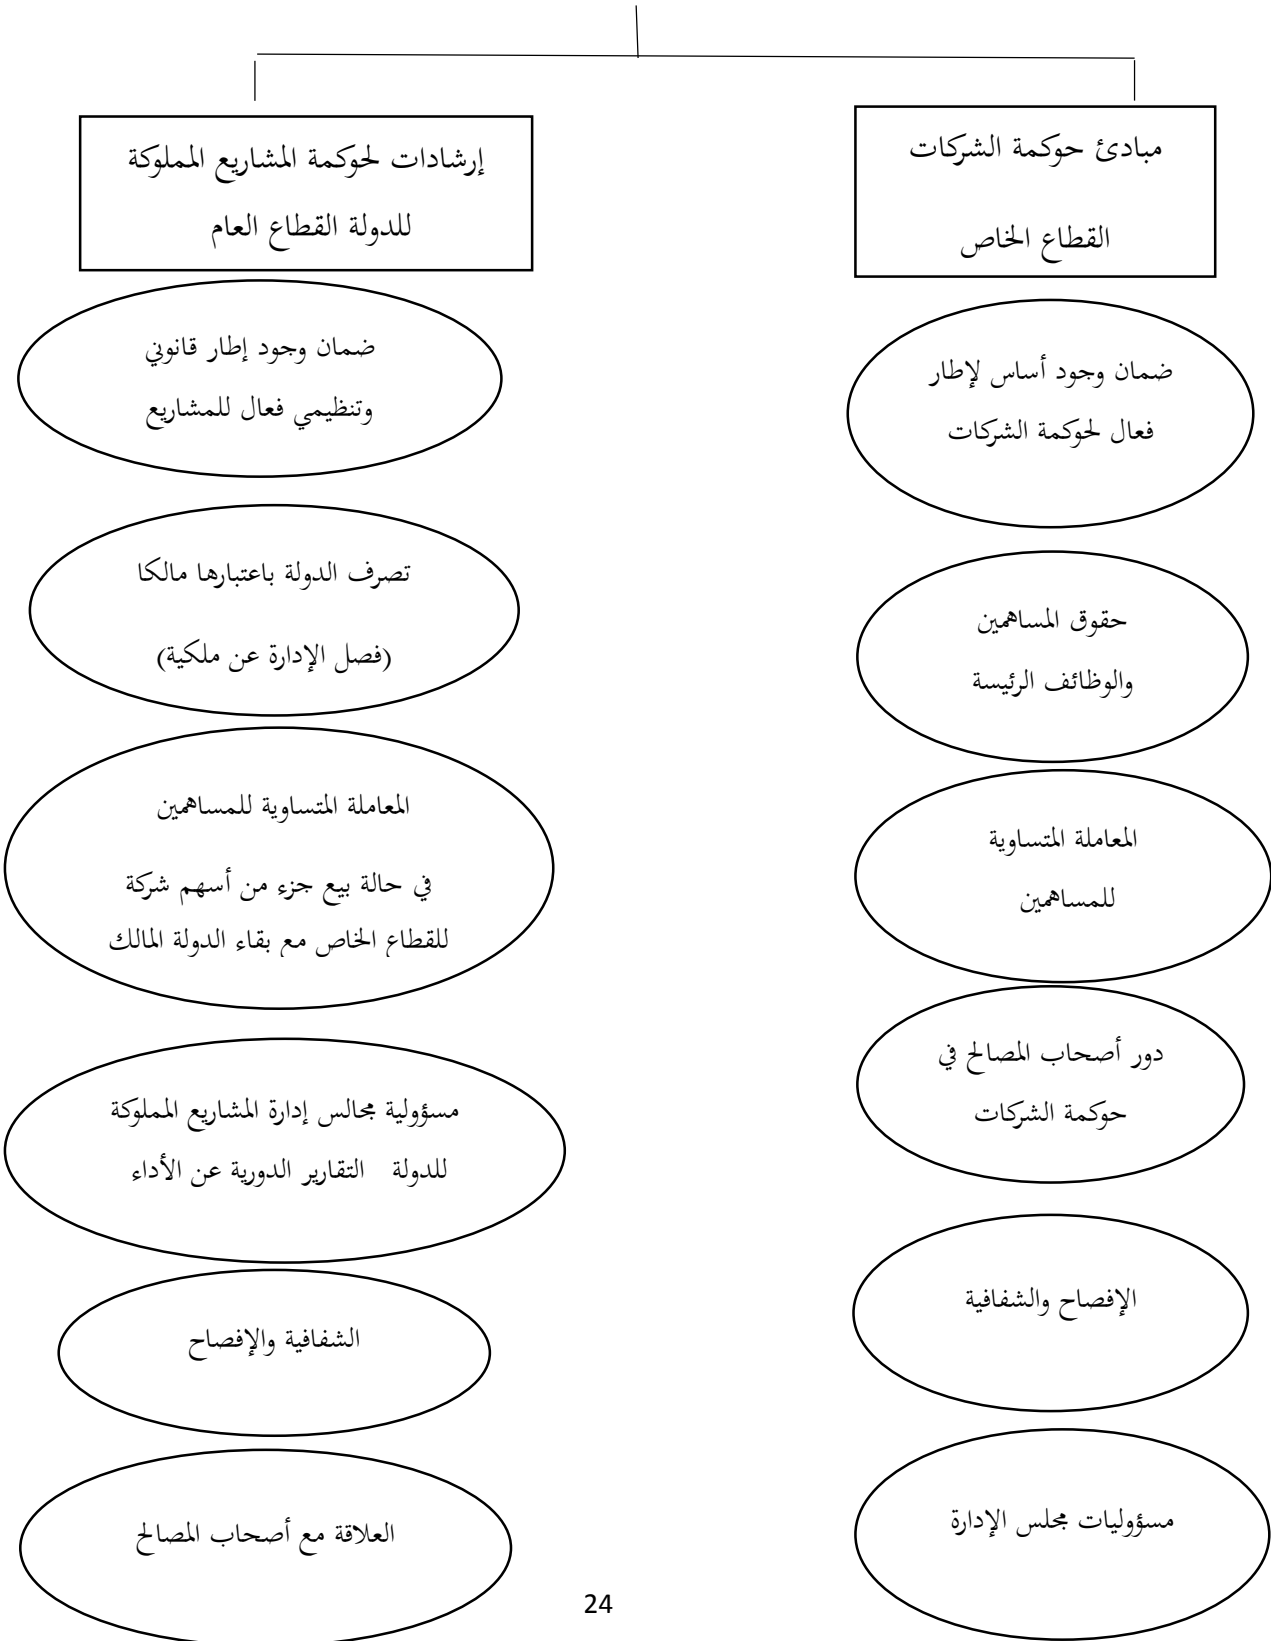 مبادئ حوكمة الشركات
القطاع الخاص
ضمان وجود أساس لإطار
فعال لحوكمة الشركات
حقوق المساهمين
والوظائف الرئيسة
المعاملة المتساوية
للمساهمين
دور أصحاب المصالح في
حوكمة الشركات
الإفصاح والشفافية
مسؤوليات مجلس الإدارة
إرشادات لحوكمة المشاريع المملوكة
للدولة القطاع العام
ضمان وجود إطار قانوني
وتنظيمي فعال للمشاريع
تصرف الدولة باعتبارها مالكا
(فصل الإدارة عن ملكية)
المعاملة المتساوية للمساهمين
في حالة بيع جزء من أسهم شركة
للقطاع الخاص مع بقاء الدولة المالك
مسؤولية مجالس إدارة المشاريع المملوكة
للدولة التقارير الدورية عن الأداء
الشفافية والإفصاح
العلاقة مع أصحاب المصالح
24